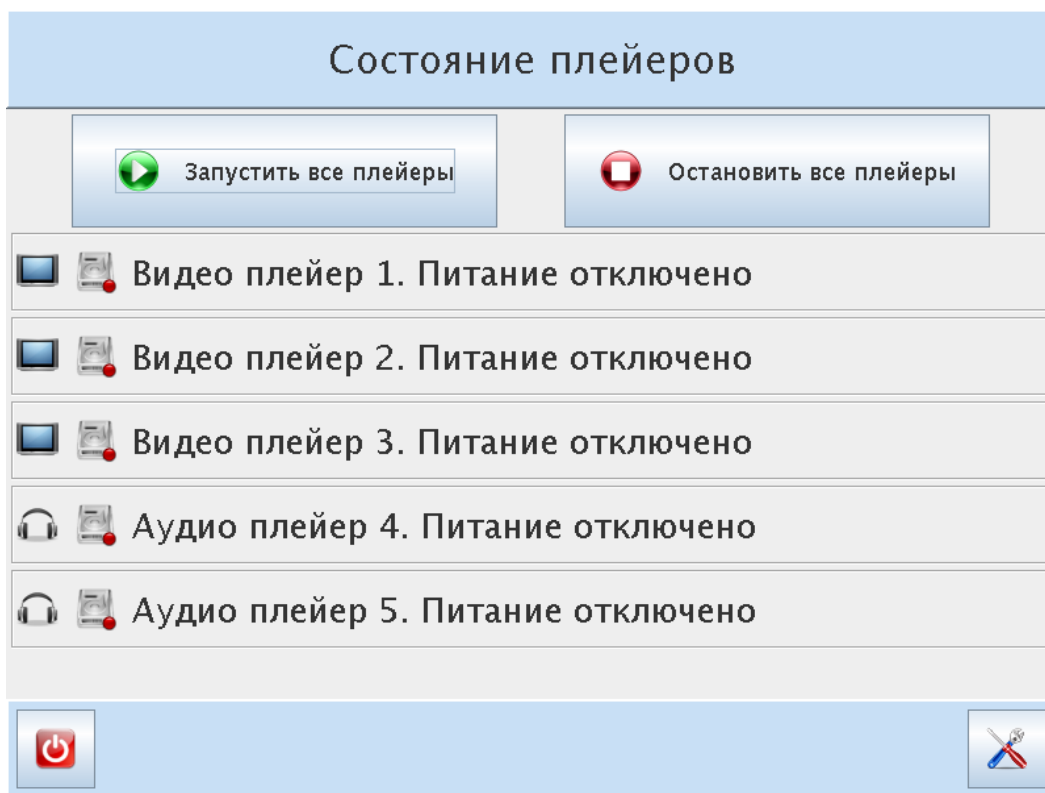 Состояние плейеров
Запустить все плейеры
Остановить все плейеры
Видео плейер 1. Питание отключено
Видео плейер 2. Питание отключено
Видео плейер 3. Питание отключено
Аудио плейер 4. Питание отключено
Аудио плейер 5. Питание отключено